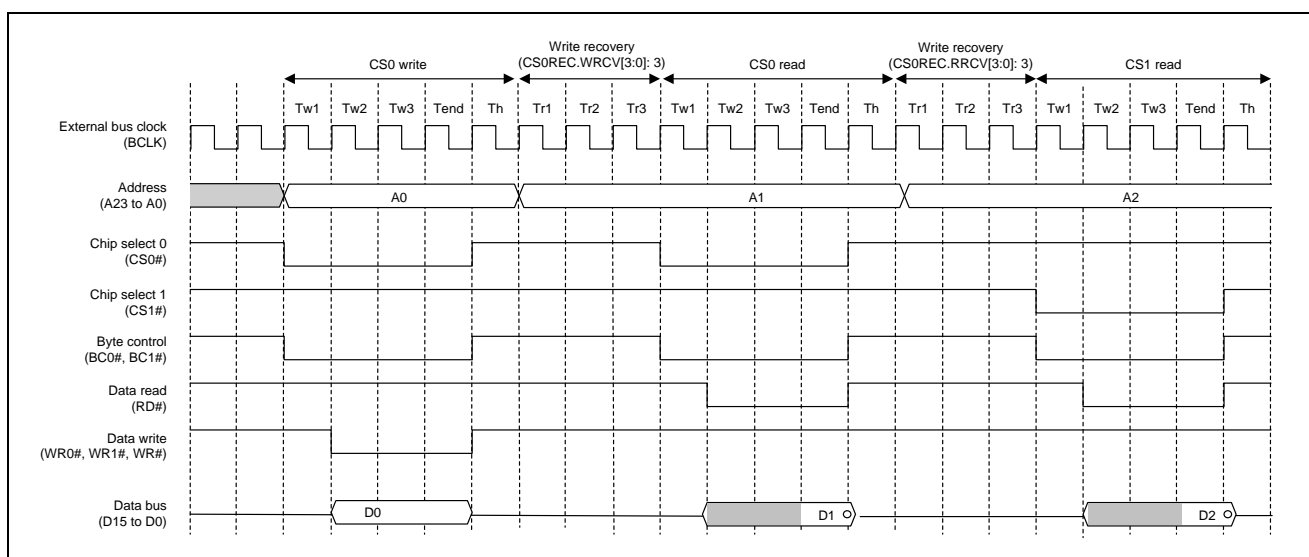 Write recovery
(CS0REC.WRCV[3:0]: 3)
Write recovery
(CS0REC.RRCV[3:0]: 3)
CS0 write
CS0 read
CS1 read
Tw1 Tw2 Tw3 Tend Th Tr1 Tr2 Tr3 Tw1 Tw2 Tw3 Tend Th Tr1 Tr2 Tr3 Tw1 Tw2 Tw3 Tend Th
External bus clock
(BCLK)
Address
(A23 to A0)
A0 A1 A2
Chip select 0
(CS0#)
Chip select 1
(CS1#)
Byte control
(BC0#, BC1#)
Data read
(RD#)
Data write
(WR0#, WR1#, WR#)
Data bus
(D15 to D0)
D0 D1 D2